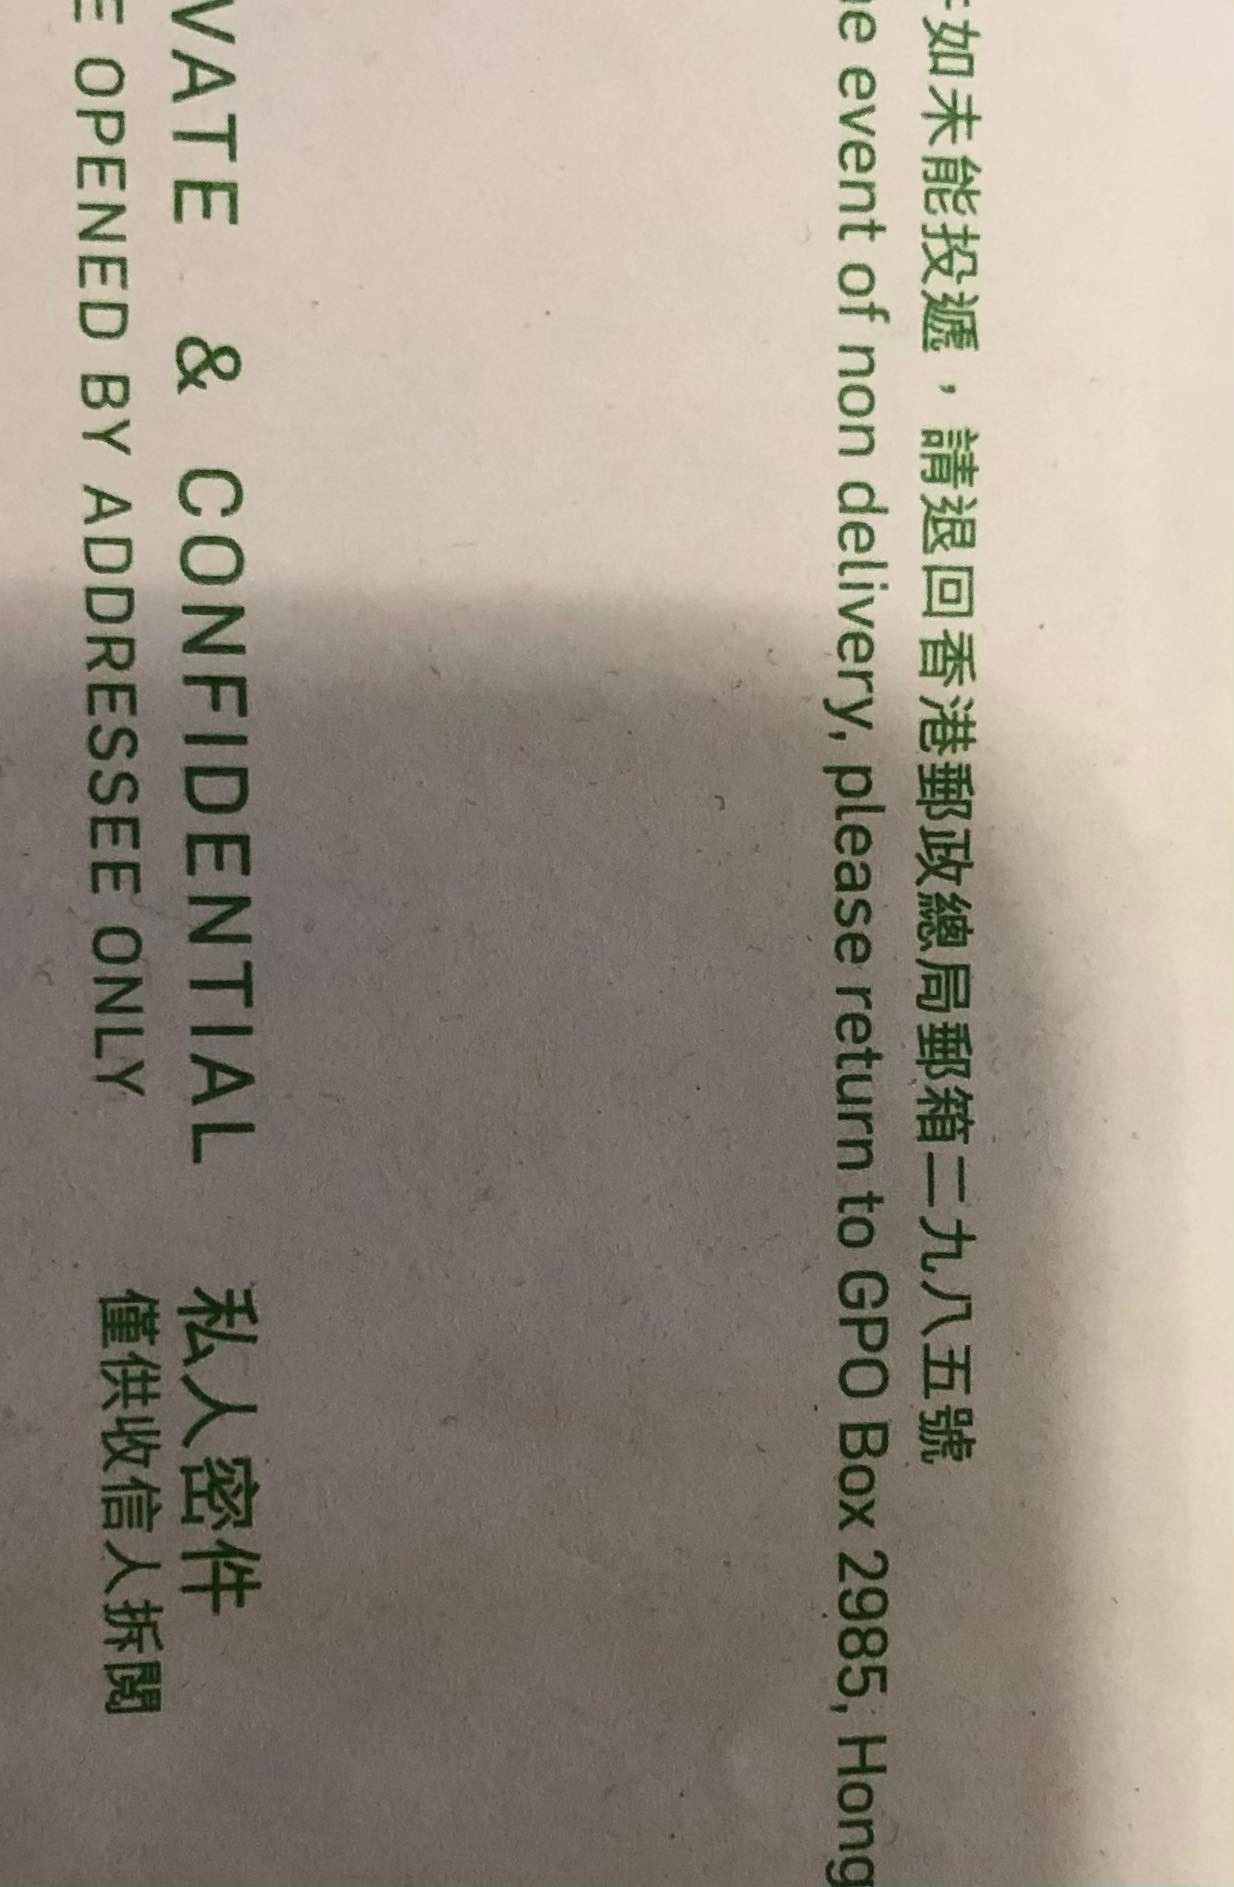 如未能投遞，請退回香港郵政總局郵箱二九八五號
e event of non delivery, please return to GPO Box 2985, Hong
VATE & CONFIDENTIAL 私人密件
E OPENED BY ADDRESSEE ONLY 僅供收信人拆閱